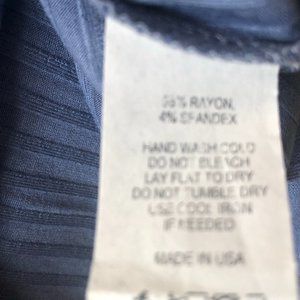 96% RAYON,
4% SPANDEX
HAND WASH COLD
DO NOT BLEACH
LAY FLAT TO DRY
DO NOT TUMBLE DRY
USE COOL IRON
IF NEEDED
MADE IN USA